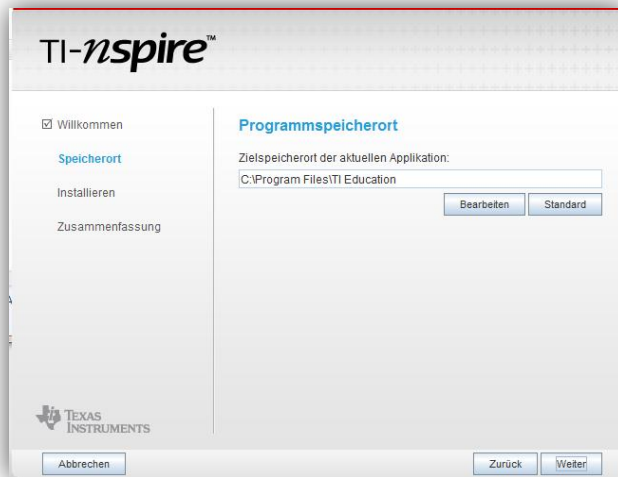 TI-nspire™
Willkommen
Speicherort
Installieren
Zusammenfassung
Programmspeicherort
Zielspeicherort der aktuellen Applikation:
C:\Program Files\TI Education
Bearbeiten Standard
TEXAS
INSTRUMENTS
Abbrechen Zurück Weiter